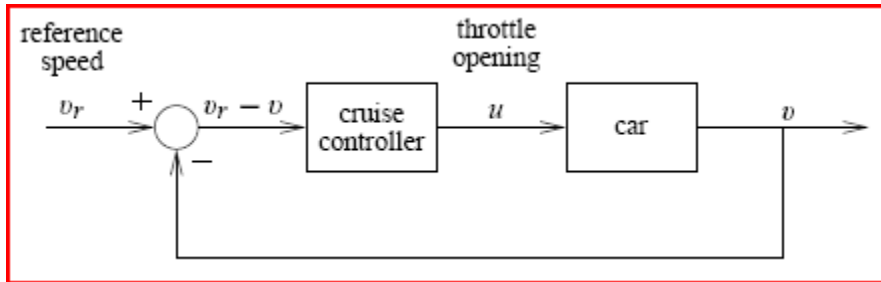 reference
speed
throttle
opening
v_r
+
v_r − v
−
cruise
controller
u
car
v